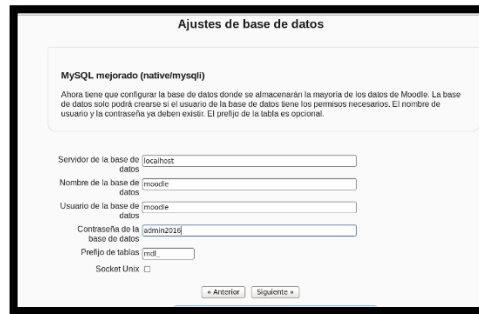 Ajustes de base de datos
MySQL mejorado (native/mysqli)
Ahora tiene que configurar la base de datos donde se almacenarán la mayoría de los datos de Moodle. La base
de datos solo podrá crearse si el usuario de la base de datos tiene los permisos necesarios. El nombre de
usuario y la contraseña ya deben existir. El prefijo de la tabla es opcional.
Servidor de la base de datos localhost
Nombre de la base de datos moodle
Usuario de la base de datos moodle
Contraseña de la base de datos admin2016
Prefijo de tablas mdl_
Socket Unix
« Anterior Siguiente »